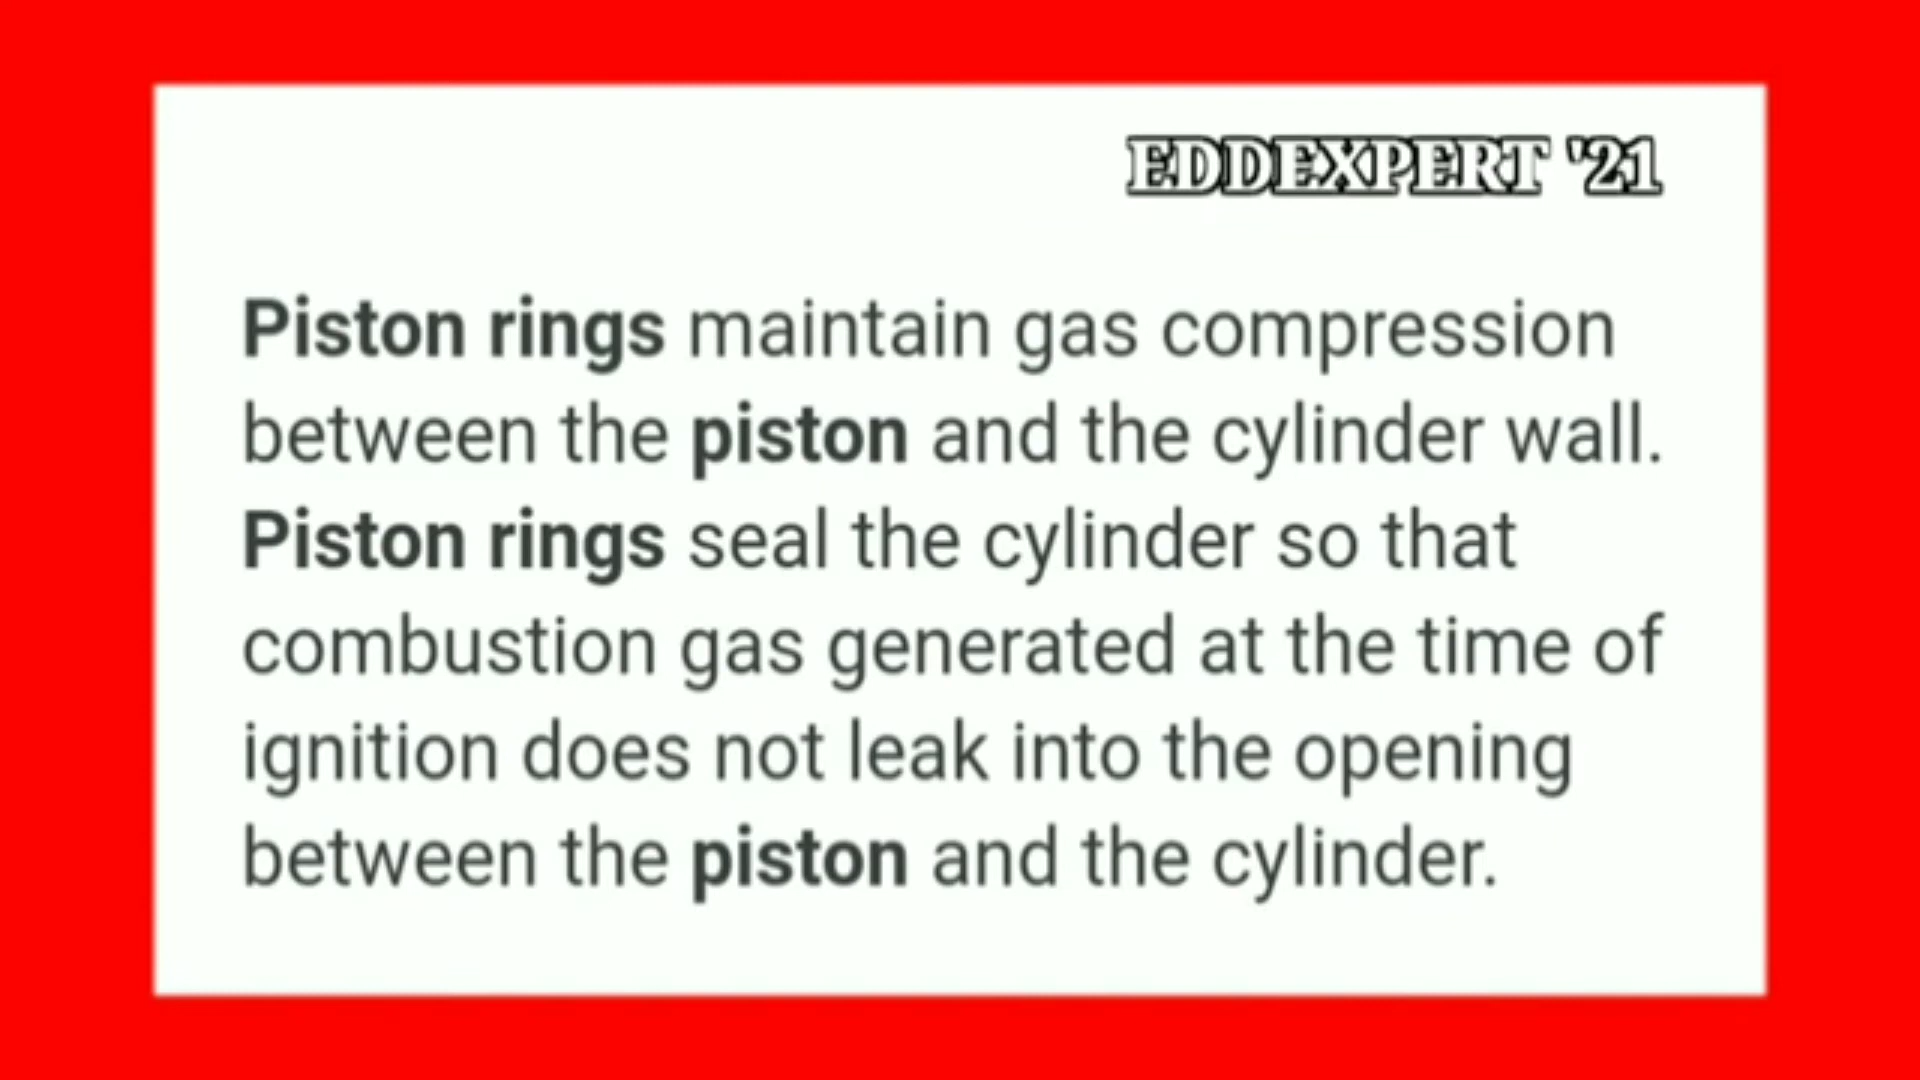 EDDEXPERT '21
Piston rings maintain gas compression
between the piston and the cylinder wall.
Piston rings seal the cylinder so that
combustion gas generated at the time of
ignition does not leak into the opening
between the piston and the cylinder.